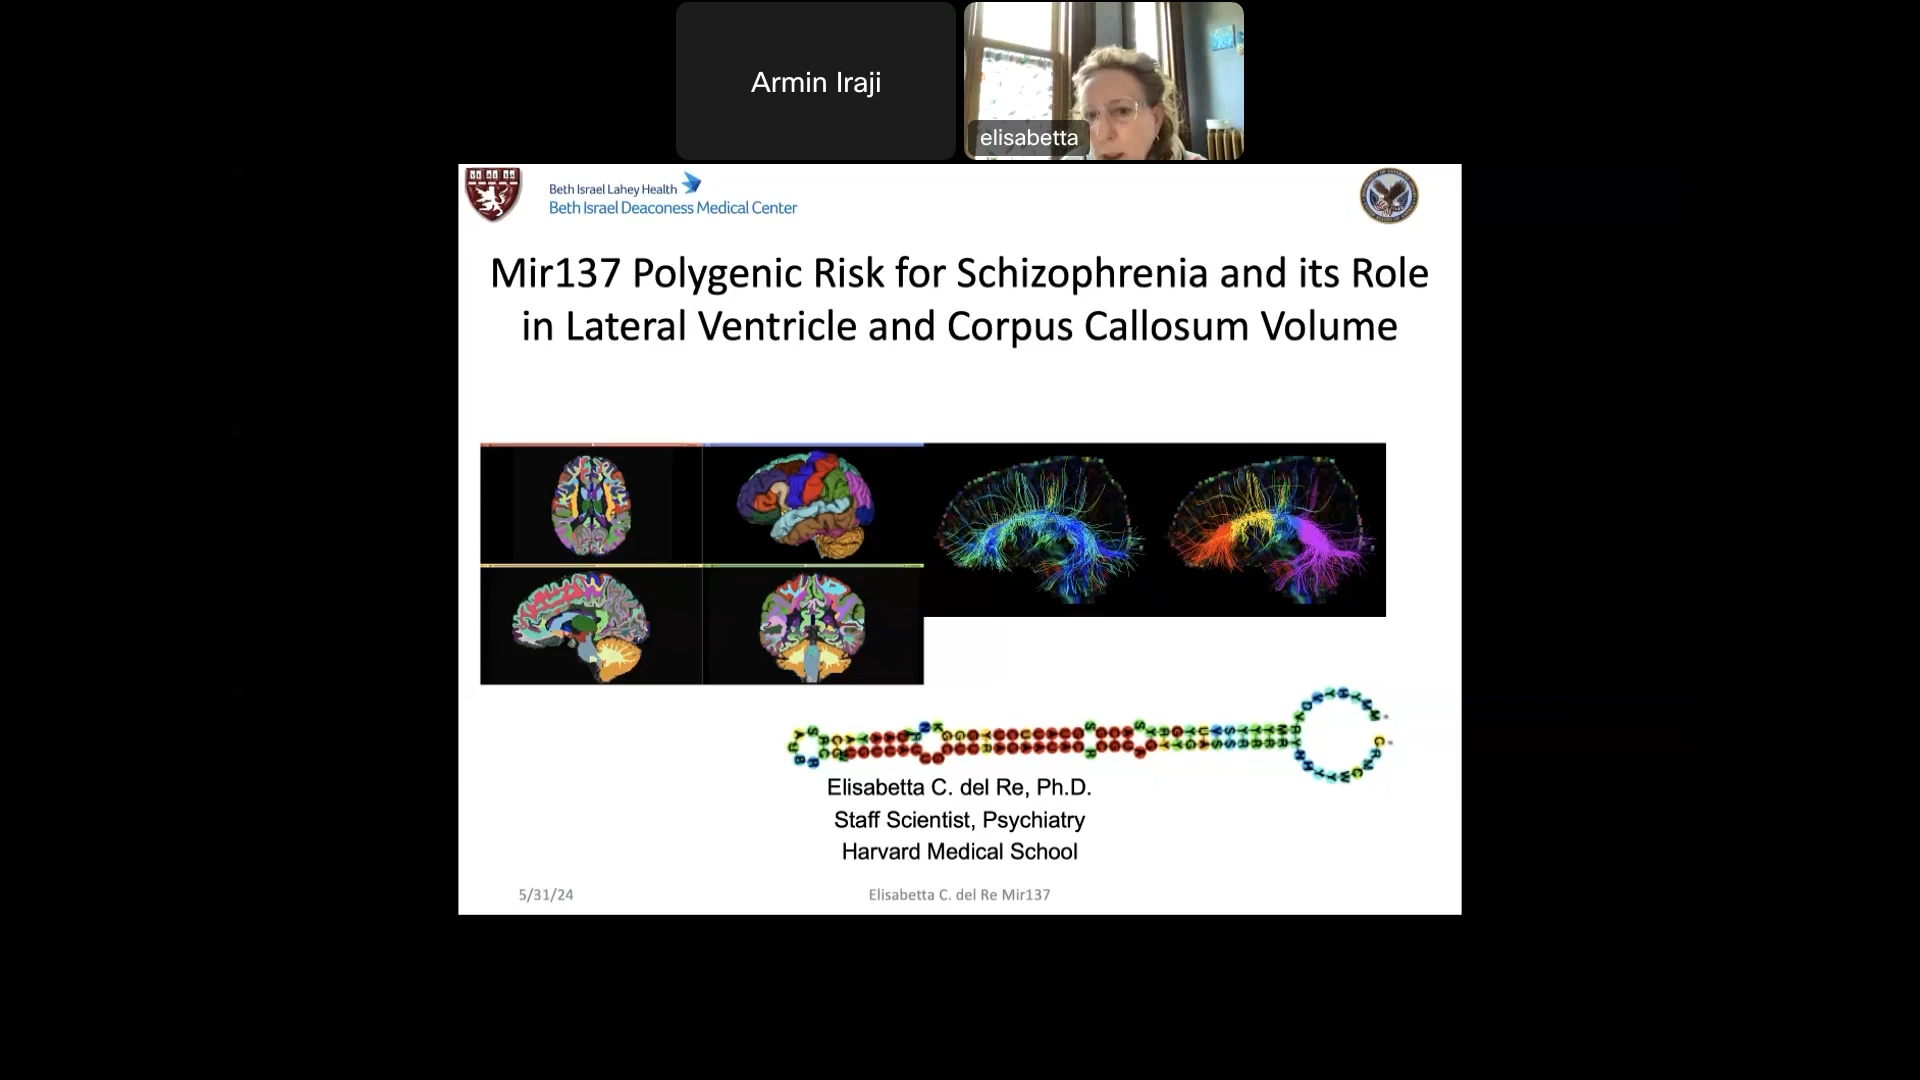 Armin Iraji
elisabetta
Beth Israel Lahey Health
Beth Israel Deaconess Medical Center
Mir137 Polygenic Risk for Schizophrenia and its Role
in Lateral Ventricle and Corpus Callosum Volume
Elisabetta C. del Re, Ph.D.
Staff Scientist, Psychiatry
Harvard Medical School
5/31/24
Elisabetta C. del Re Mir137